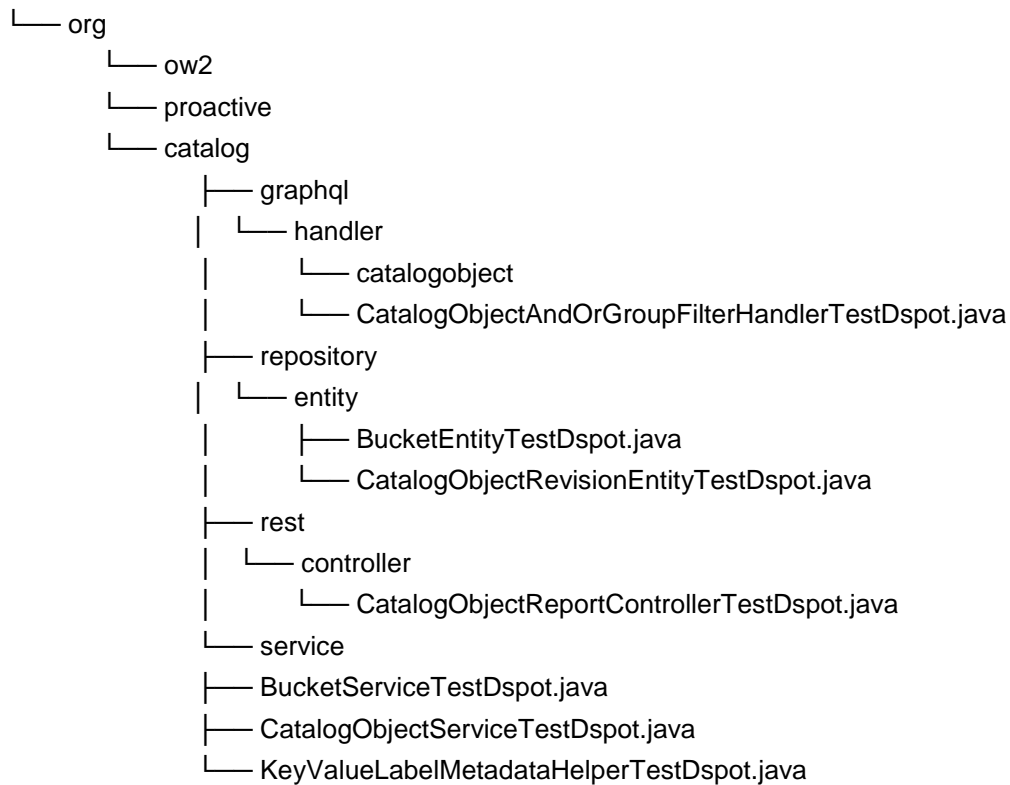 └── org
└── ow2
└── proactive
└── catalog
├── graphql
│ └── handler
│ └── catalogobject
│ └── CatalogObjectAndOrGroupFilterHandlerTestDspot.java
├── repository
│ └── entity
│ ├── BucketEntityTestDspot.java
│ └── CatalogObjectRevisionEntityTestDspot.java
├── rest
│ └── controller
│ └── CatalogObjectReportControllerTestDspot.java
└── service
├── BucketServiceTestDspot.java
├── CatalogObjectServiceTestDspot.java
└── KeyValueLabelMetadataHelperTestDspot.java